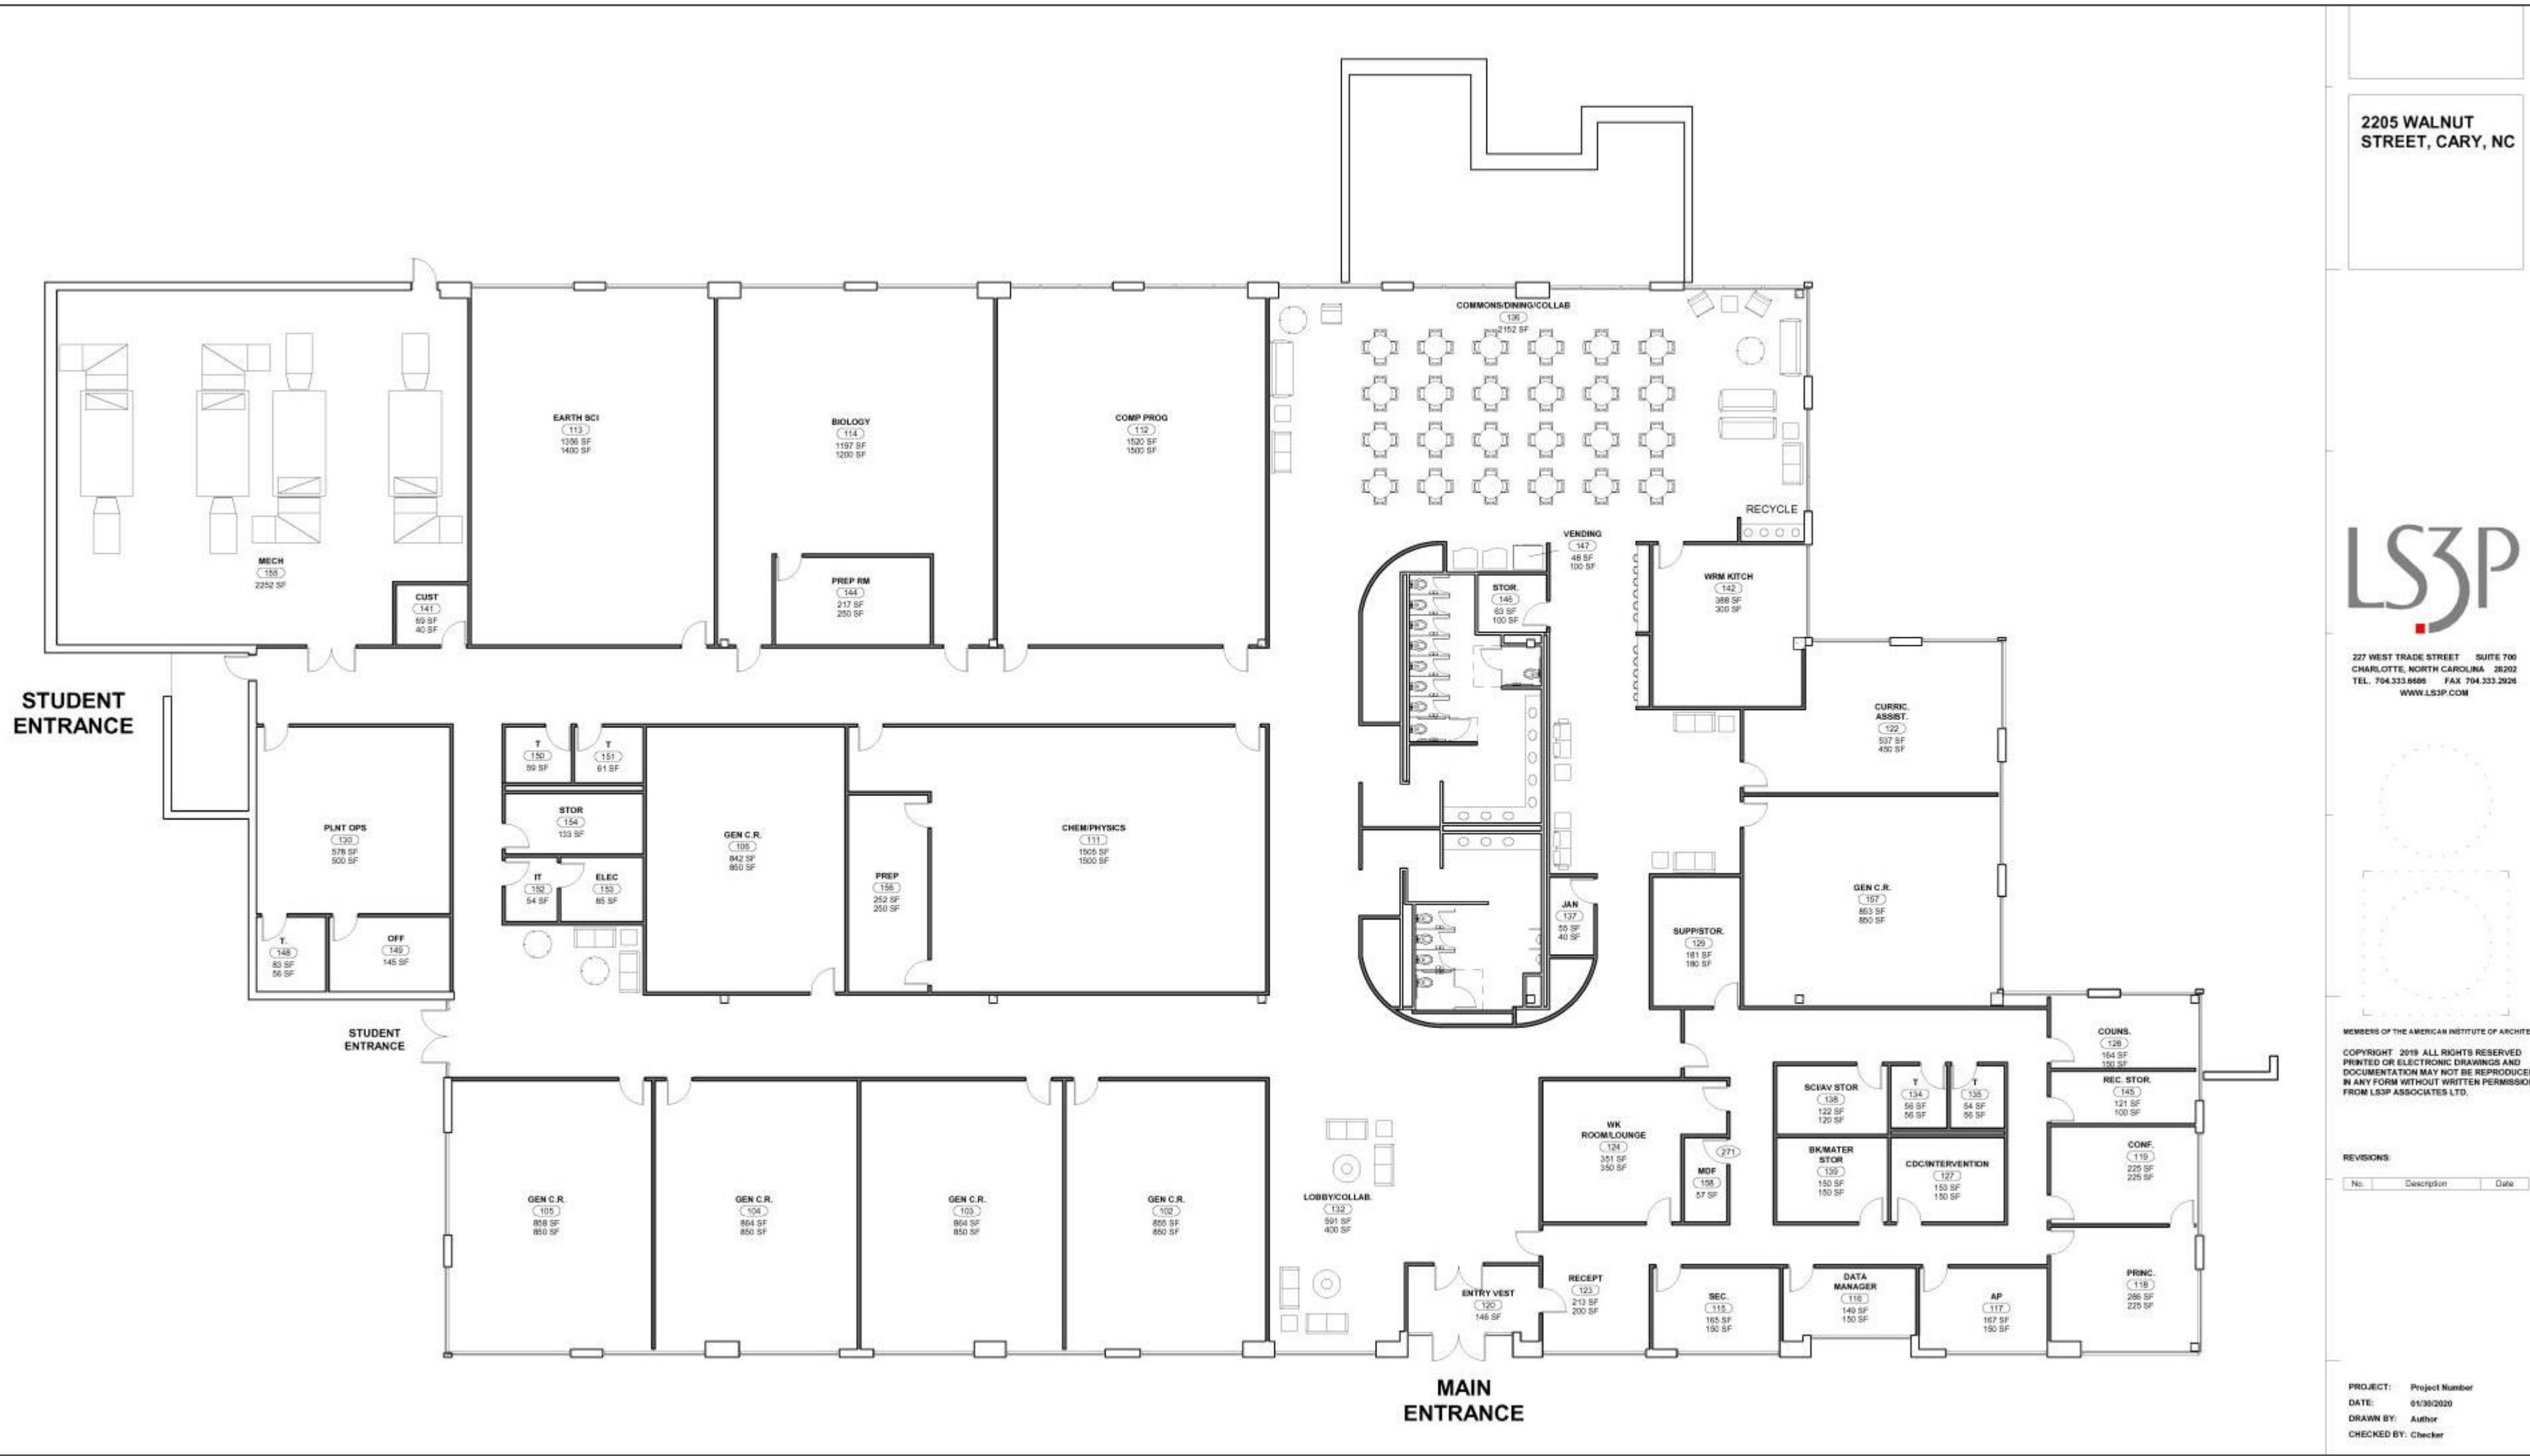 2205 WALNUT
STREET, CARY, NC
COMMONS/DINING/COLLAB
136
2152 SF
EARTH SCI
113
1400 SF
BIOLOGY
114
1197 SF
1200 SF
COMP PROG
112
1520 SF
1500 SF
RECYCLE
MECH
155
2252 SF
CUST
141
69 SF
40 SF
PREP RM
144
217 SF
250 SF
VENDING
147
48 SF
100 SF
STOR.
146
63 SF
100 SF
WRM KITCH
142
388 SF
300 SF
STUDENT
ENTRANCE
CURRIC.
ASSIST.
122
537 SF
450 SF
T
150
59 SF
T
151
61 SF
STOR
154
133 SF
PLNT OPS
130
578 SF
500 SF
GEN C.R.
842 SF
850 SF
CHEM/PHYSICS
111
1505 SF
1500 SF
IT
152
54 SF
ELEC
153
PREP
156
252 SF
250 SF
GEN C.R.
157
853 SF
850 SF
JAN
137
55 SF
40 SF
T.
148
83 SF
56 SF
OFF
149
145 SF
SUPP/STOR.
129
181 SF
180 SF
STUDENT
ENTRANCE
COUNS.
164 SF
150 SF
SCI/AV STOR
138
122 SF
120 SF
T
134
56 SF
56 SF
T
135
54 SF
56 SF
REC. STOR.
145
121 SF
100 SF
WK
ROOM/LOUNGE
124
351 SF
350 SF
271
MDF
158
57 SF
BK/MATER
STOR
139
150 SF
150 SF
CDC/INTERVENTION
127
153 SF
150 SF
CONF.
119
225 SF
225 SF
GEN C.R.
105
858 SF
850 SF
GEN C.R.
104
864 SF
850 SF
GEN C.R.
103
864 SF
850 SF
GEN C.R.
102
850 SF
LOBBY/COLLAB.
132
591 SF
400 SF
ENTRY VEST
120
146 SF
RECEPT
123
213 SF
200 SF
SEC.
115
165 SF
150 SF
DATA
MANAGER
116
149 SF
150 SF
AP
117
167 SF
150 SF
PRINC.
118
286 SF
225 SF
MAIN
ENTRANCE
LS3P
227 WEST TRADE STREET SUITE 700
CHARLOTTE, NORTH CAROLINA 28202
TEL. 704.333.6686 FAX 704.333.2926
WWW.LS3P.COM
MEMBERS OF THE AMERICAN INSTITUTE OF ARCHITE
COPYRIGHT 2019 ALL RIGHTS RESERVED
PRINTED OR ELECTRONIC DRAWINGS AND
DOCUMENTATION MAY NOT BE REPRODUCE
IN ANY FORM WITHOUT WRITTEN PERMISSIO
FROM LS3P ASSOCIATES LTD.
REVISIONS:
No. Description Date
PROJECT: Project Number
DATE: 01/30/2020
DRAWN BY: Author
CHECKED BY: Checker